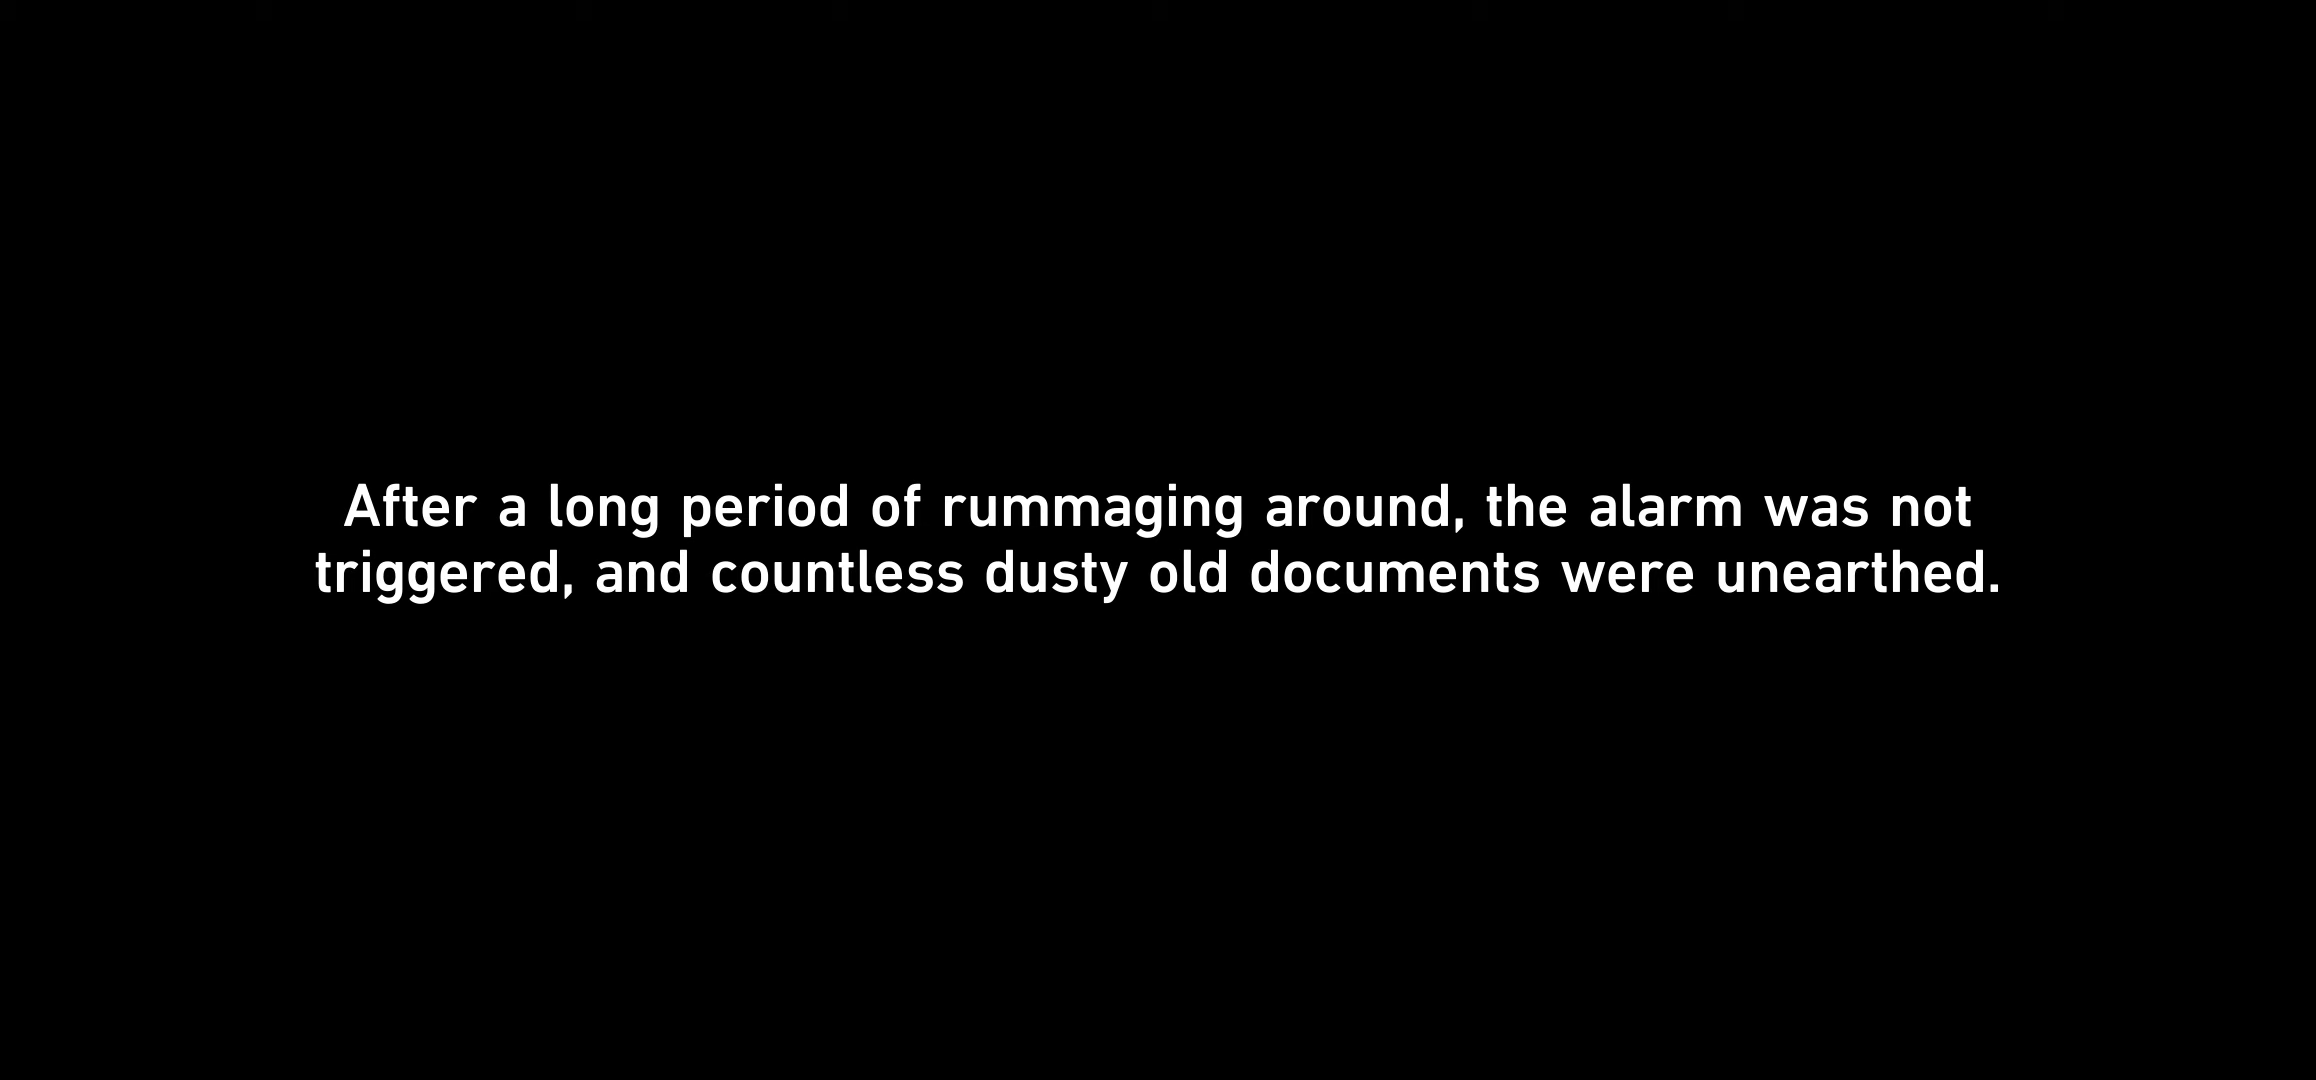 After a long period of rummaging around, the alarm was not
triggered, and countless dusty old documents were unearthed.